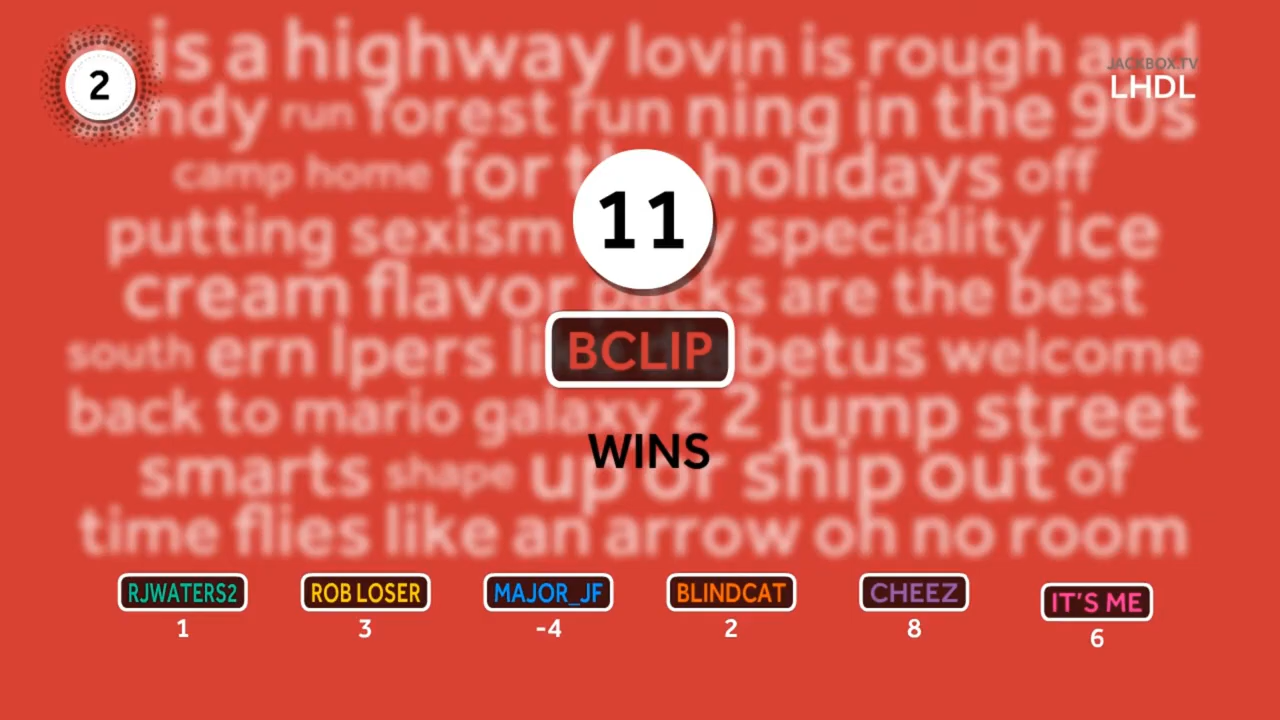 is a highway lovin is rough and
JACKBOX.TV
LHDL
2
ndy run forest run ning in the 90s
camp home for holidays off
11
putting sexism speciality ice
cream flavor are the best
BCLIP
south ern lpers betus welcome
back to mario galaxy 2 2 jump street
WINS
smarts shape up or ship out of
time flies like an arrow oh no room
RJWATERS2 ROB LOSER MAJOR_JF BLINDCAT CHEEZ IT'S ME
1 3 -4 2 8 6